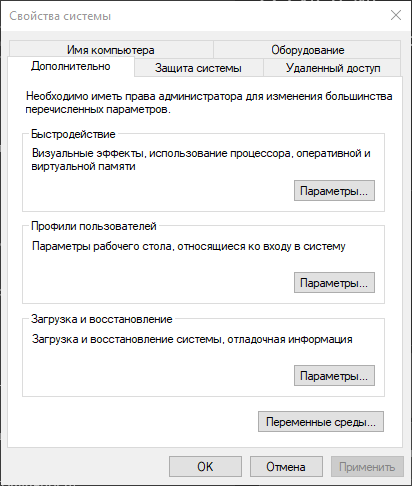 Свойства системы
Имя компьютера
Оборудование
Дополнительно
Защита системы
Удаленный доступ
Необходимо иметь права администратора для изменения большинства
перечисленных параметров.
Быстродействие
Визуальные эффекты, использование процессора, оперативной и
виртуальной памяти
Параметры...
Профили пользователей
Параметры рабочего стола, относящиеся ко входу в систему
Параметры...
Загрузка и восстановление
Загрузка и восстановление системы, отладочная информация
Параметры...
Переменные среды...
OK
Отмена
Применить